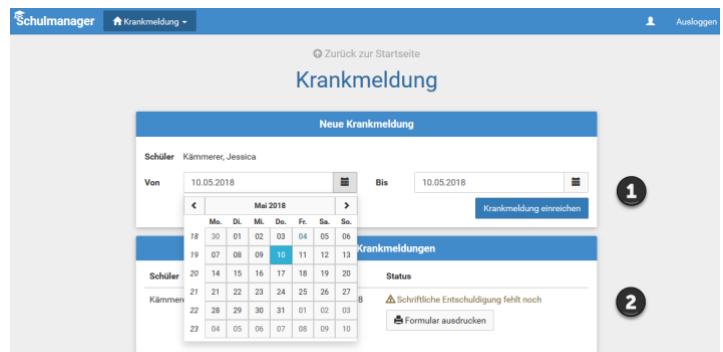 Schulmanager Krankmeldung Ausloggen
Zurück zur Startseite
Krankmeldung
Neue Krankmeldung
Schüler Kämmerer, Jessica
Von 10.05.2018 Bis 10.05.2018
1
Krankmeldung einreichen
Mai 2018
Mo. Di. Mi. Do. Fr. Sa. So.
18 30 01 02 03 04 05 06
19 07 08 09 10 11 12 13
20 14 15 16 17 18 19 20
21 21 22 23 24 25 26 27
22 28 29 30 31 01 02 03
23 04 05 06 07 08 09 10
Krankmeldungen
Schüler Status
Kämmere 8 Schriftliche Entschuldigung fehlt noch
2
Formular ausdrucken